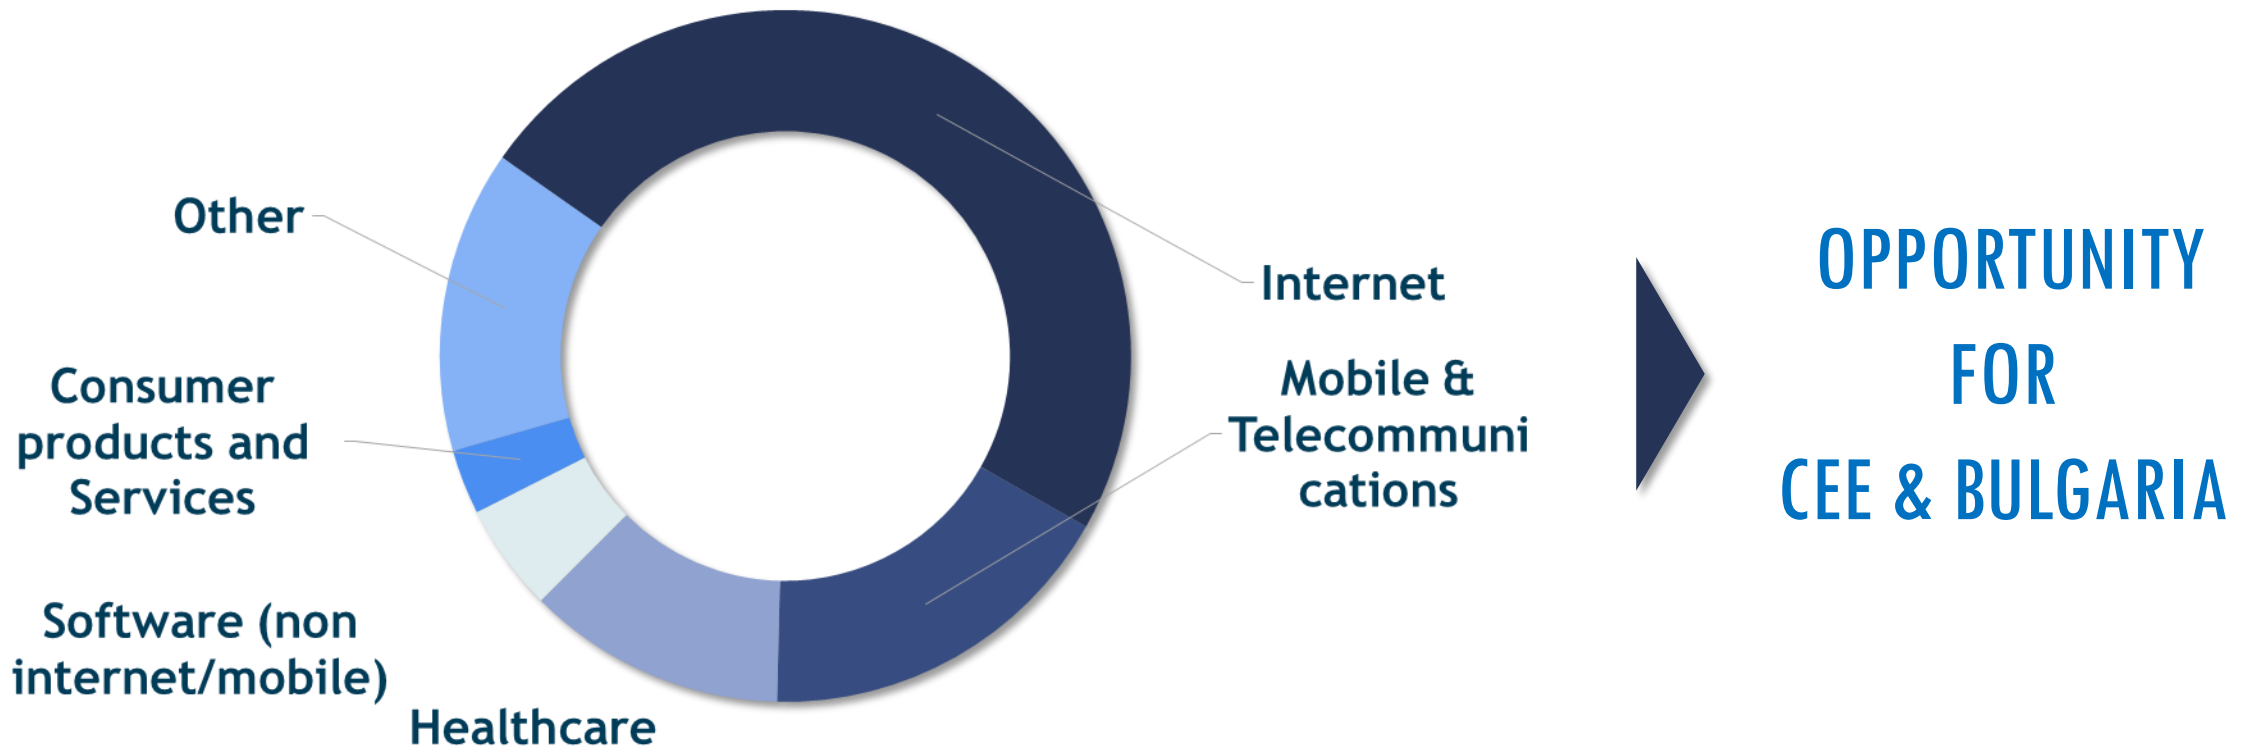 Other
Consumer
products and
Services
Software (non
internet/mobile)
Healthcare
Internet
Mobile &
Telecommuni
cations
OPPORTUNITY
FOR
CEE & BULGARIA